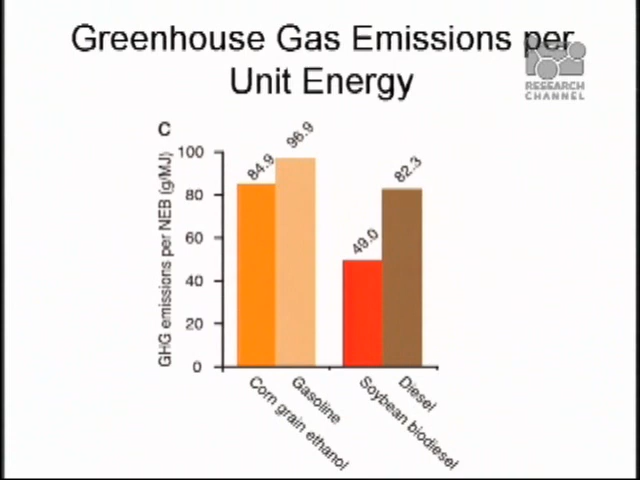 Greenhouse Gas Emissions per
Unit Energy
RESEARCH
CHANNEL
C
GHG emissions per NEB (g/MJ)
100
80
60
40
20
0
84.9
96.9
49.0
82.3
Corn grain ethanol
Gasoline
Soybean biodiesel
Diesel